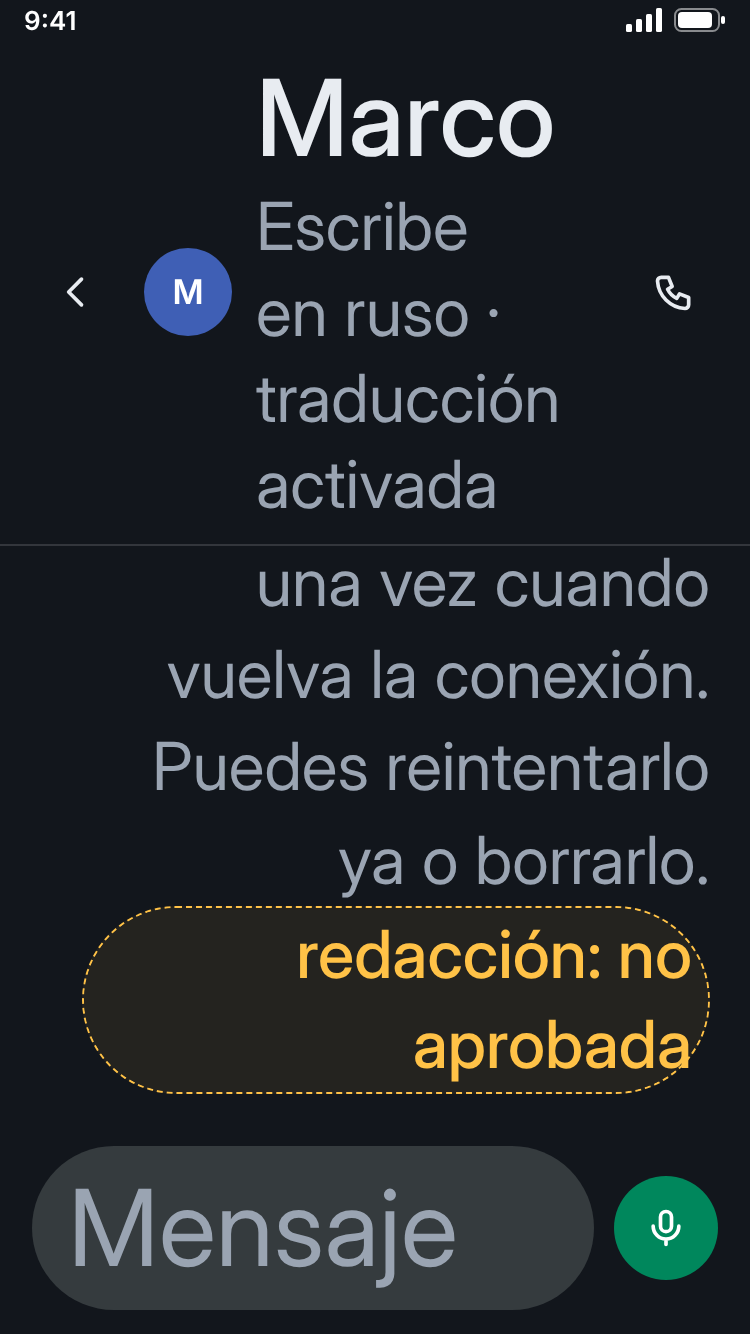 9:41
Marco
Escribe
en ruso ·
traducción
activada
M
una vez cuando
vuelva la conexión.
Puedes reintentarlo
ya o borrarlo.
redacción: no
aprobada
Mensaje